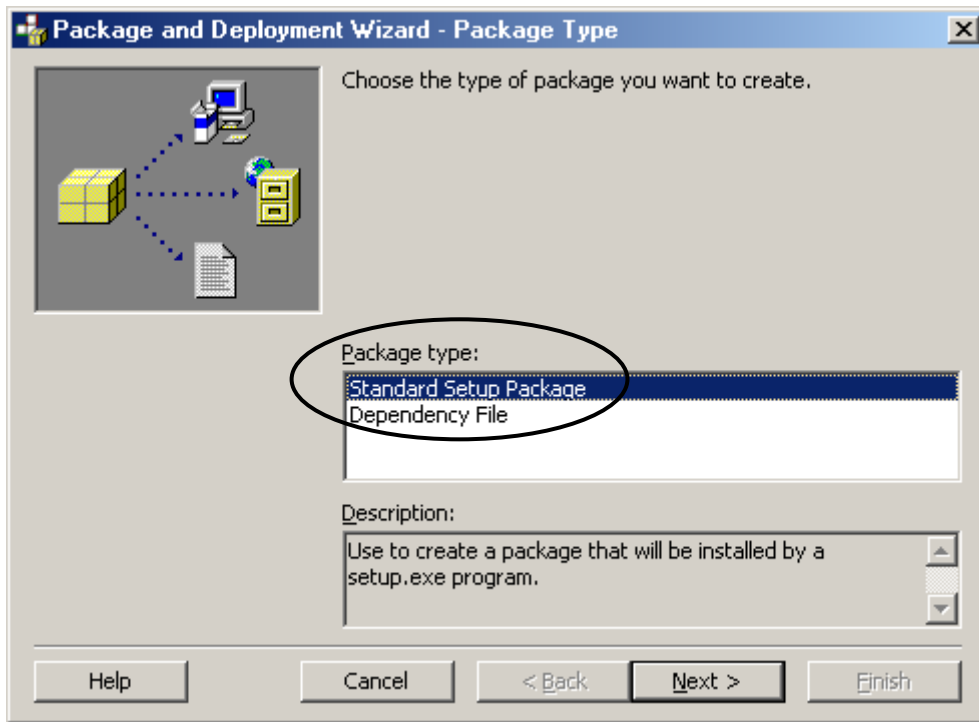 Package and Deployment Wizard - Package Type
Choose the type of package you want to create.
Package type:
Standard Setup Package
Dependency File
Description:
Use to create a package that will be installed by a
setup.exe program.
Help
Cancel
< Back
Next >
Finish